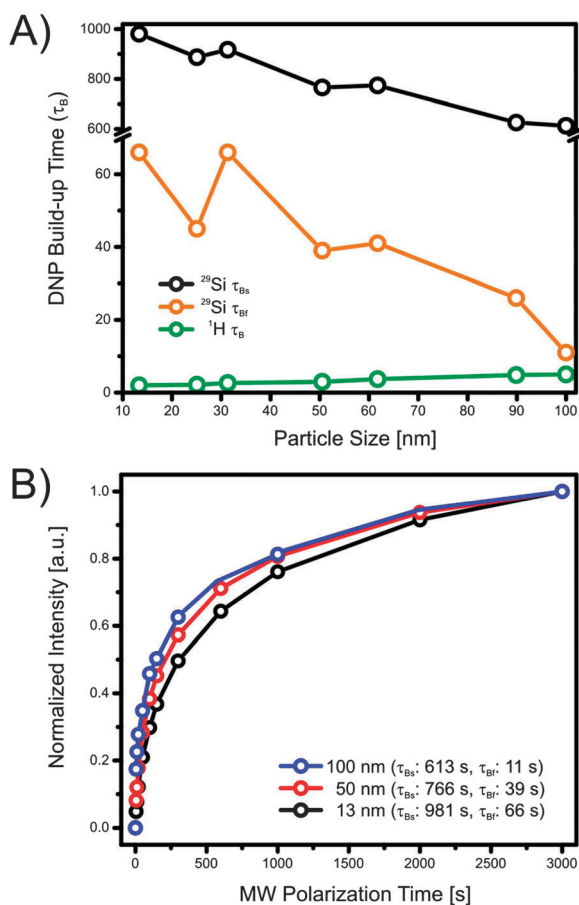 A)
DNP Build-up Time (τB)
1000
800
600
60
40
20
0
29Si τBs
29Si τBf
1H τB
10 20 30 40 50 60 70 80 90 100
Particle Size [nm]
B)
Normalized Intensity [a.u.]
1.0
0.8
0.6
0.4
0.2
0.0
100 nm (τBs: 613 s, τBf: 11 s)
50 nm (τBs: 766 s, τBf: 39 s)
13 nm (τBs: 981 s, τBf: 66 s)
0 500 1000 1500 2000 2500 3000
MW Polarization Time [s]